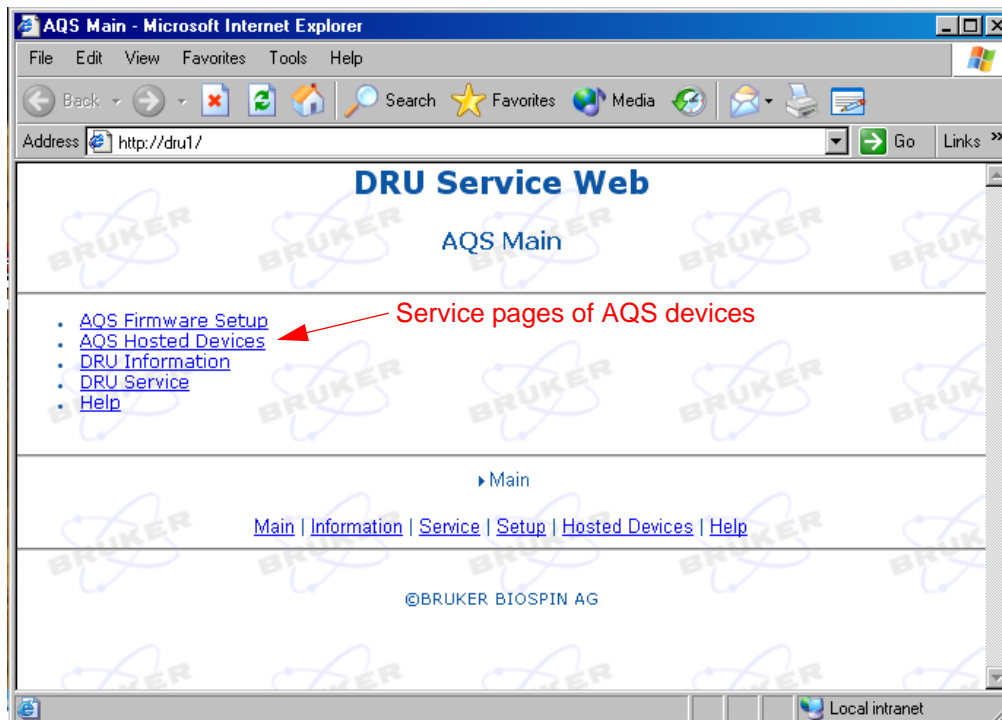 AQS Main - Microsoft Internet Explorer
File Edit View Favorites Tools Help
Back Search Favorites Media
Address http://dru1/ Go Links »
DRU Service Web
AQS Main
• AQS Firmware Setup
Service pages of AQS devices
• AQS Hosted Devices
• DRU Information
• DRU Service
• Help
Main
Main | Information | Service | Setup | Hosted Devices | Help
©BRUKER BIOSPIN AG
Local intranet